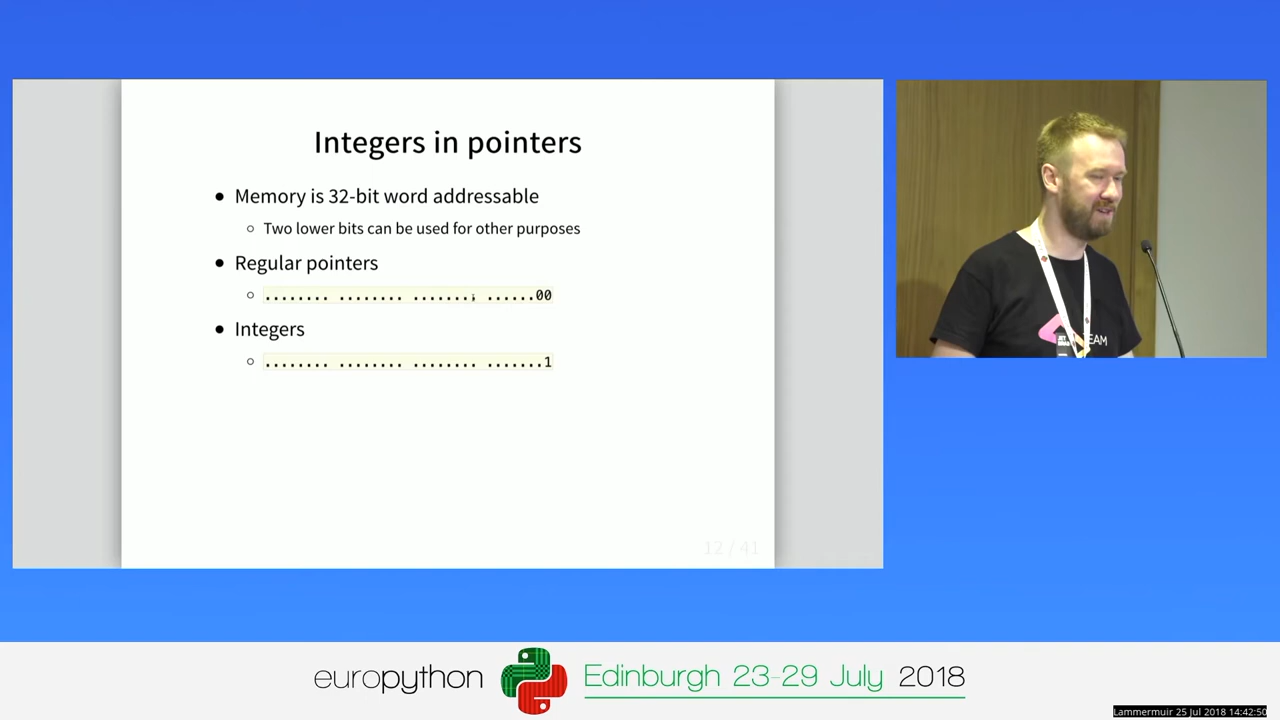 Integers in pointers
● Memory is 32-bit word addressable
○ Two lower bits can be used for other purposes
● Regular pointers
○ ........ ........ .......; ......00
● Integers
○ ........ ........ ........ .......1
12 / 41
EAM
europython
Edinburgh 23-29 July 2018
Lammermuir 25 Jul 2018 14:42:50